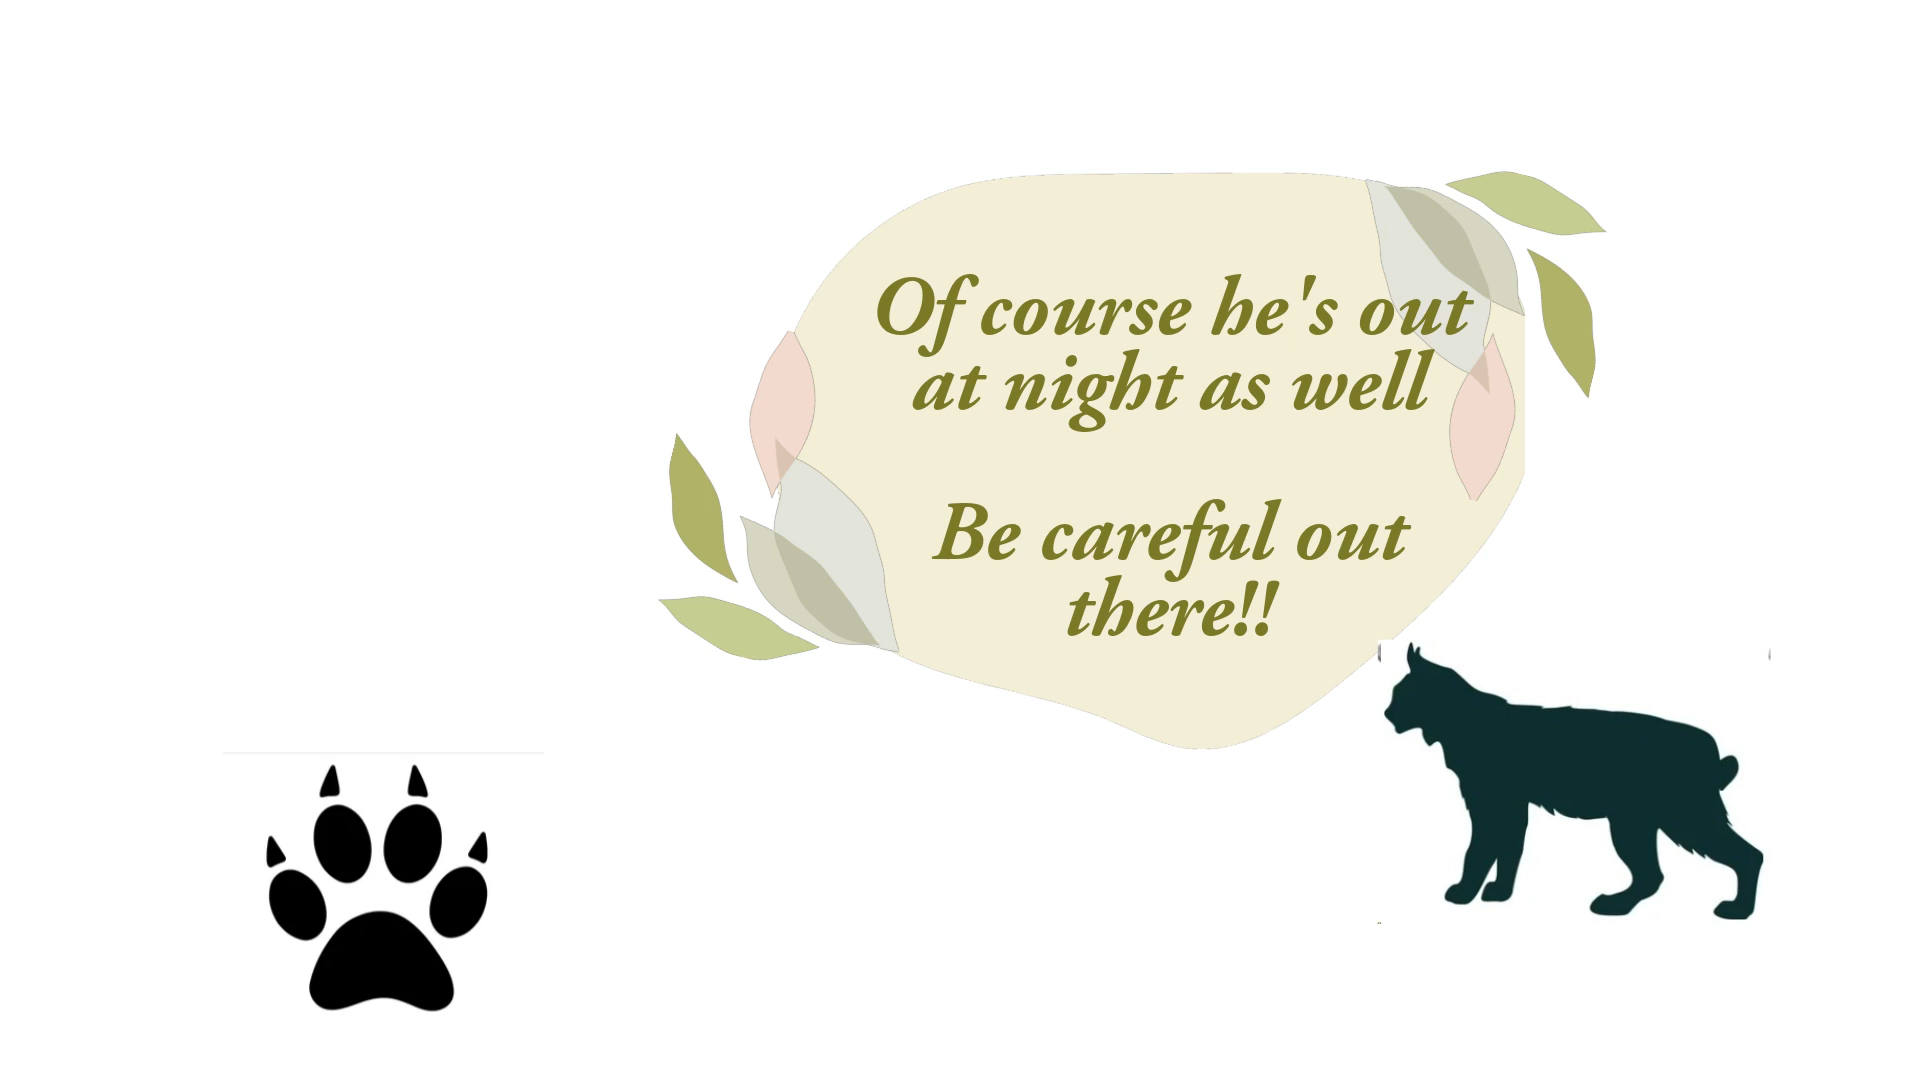 Of course he's out
at night as well
Be careful out
there!!